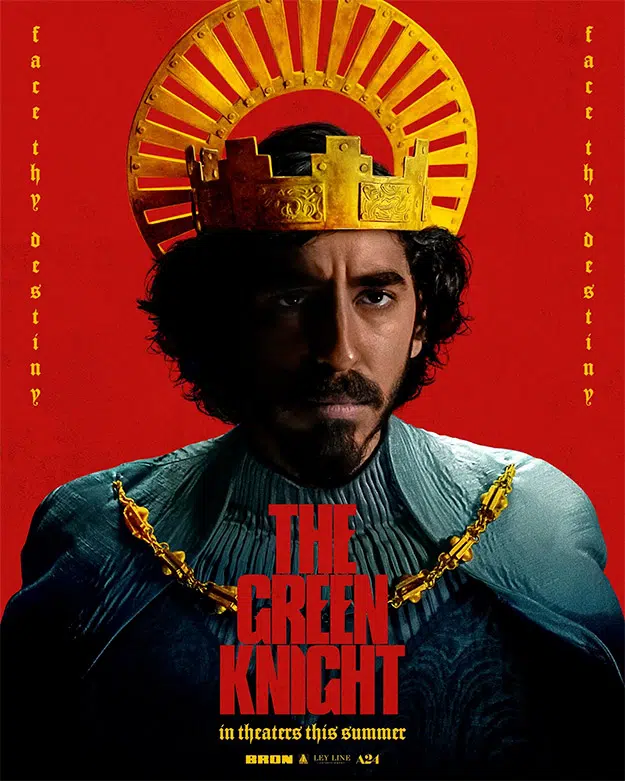 face thy destiny
face thy destiny
THE
GREEN
KNIGHT
in theaters this summer
BRON LEY LINE A24